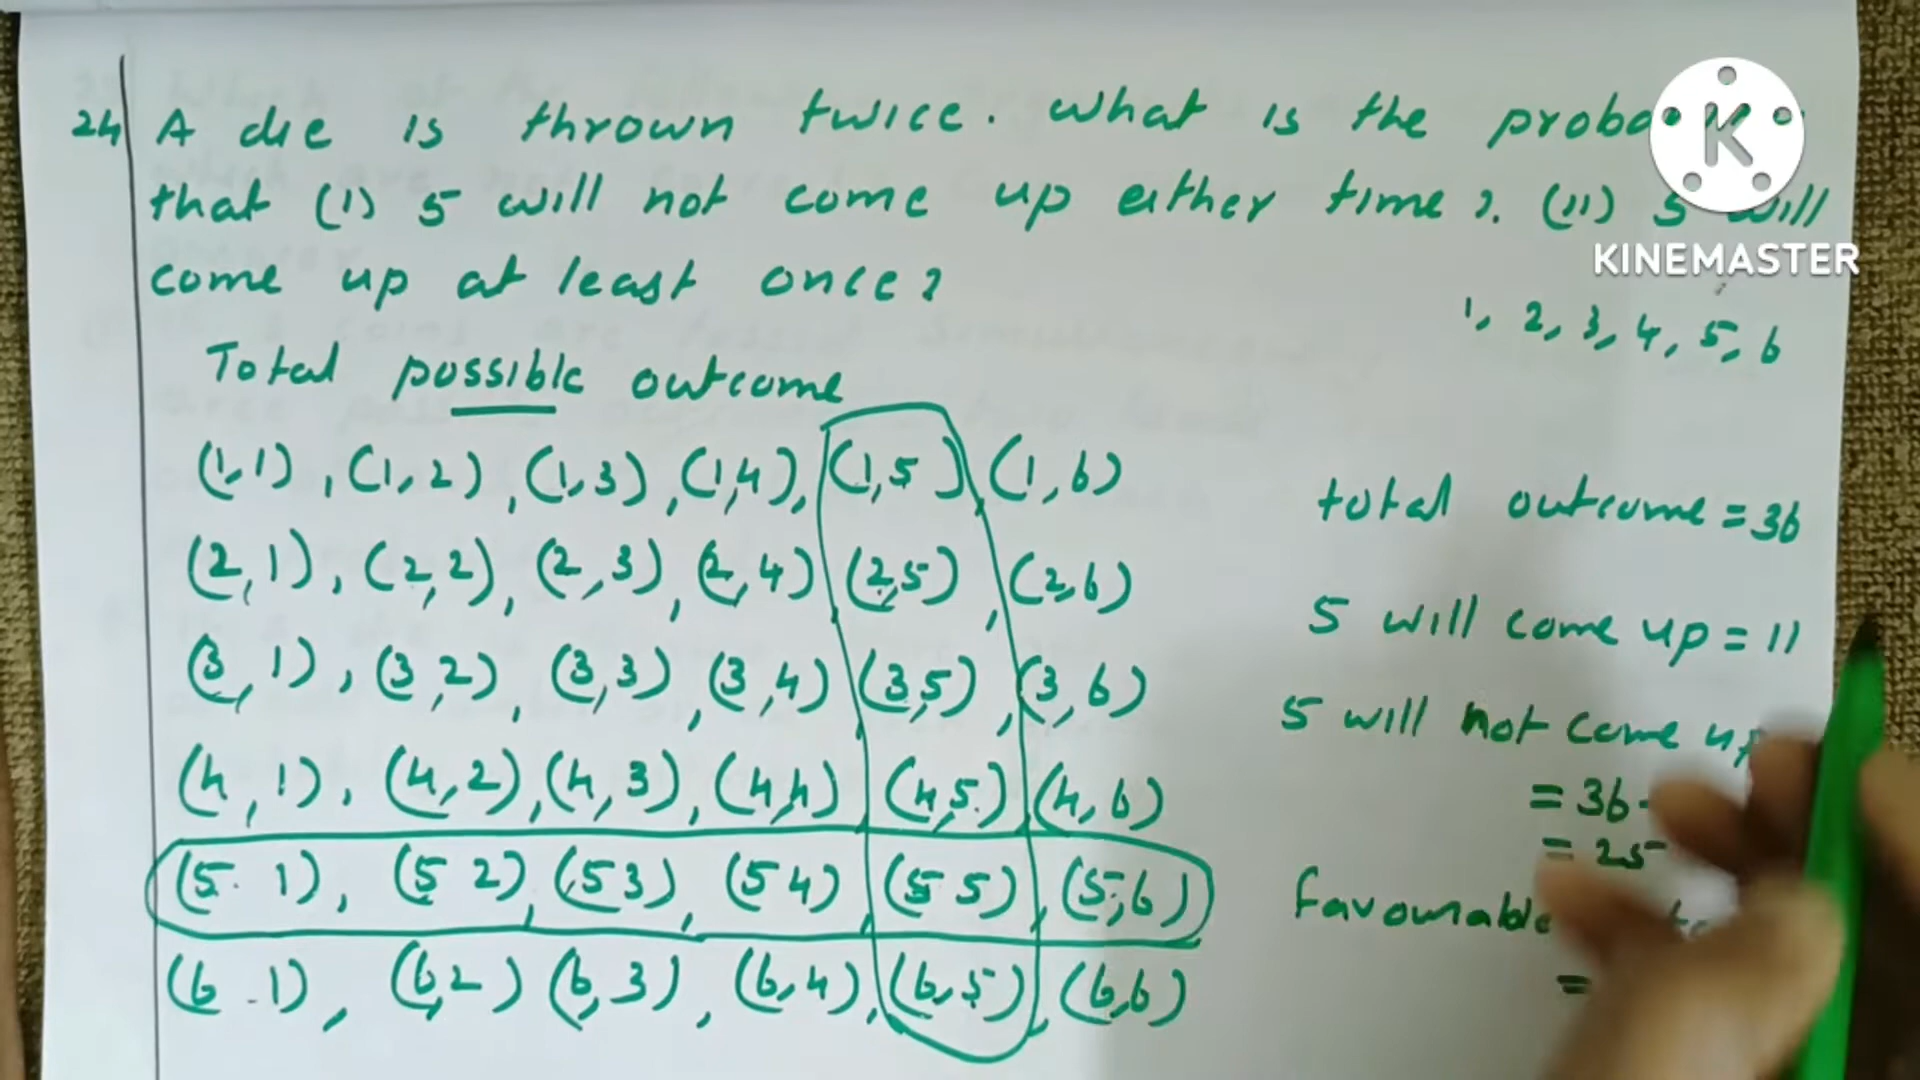 24 A die is thrown twice. What is the
that (i) 5 will not come up either time?. (ii) 5 will
come up at least once?
K
KINEMASTER
1, 2, 3, 4, 5, 6
Total possible outcome
(1,1), (1,2), (1,3), (1,4), (1,5), (1,6)
(2,1), (2,2), (2,3), (2,4) (2,5), (2,6)
(3,1), (3,2), (3,3), (3,4) (3,5), (3,6)
(4,1), (4,2), (4,3), (4,4), (4,5) (4,6)
(5 1), (5 2), (5 3), (5 4), (5 5), (5,6)
(6 1), (6,2) (6,3), (6,4), (6,5), (6,6)
total outcome = 36
5 will come up = 11
5 will not come up
= 36
= 25
favourable
=